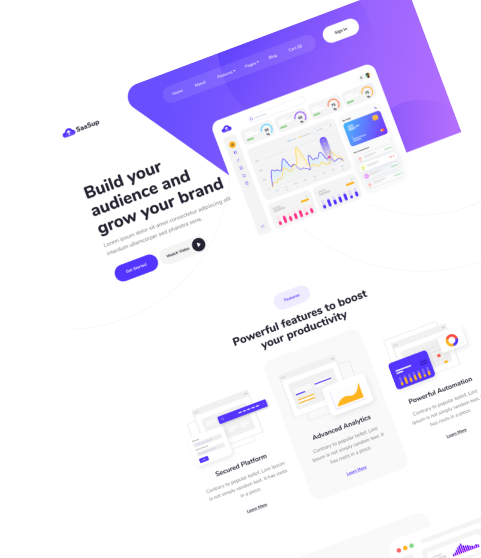 SaaSup
Home
About
Features
Pages
Blog
Cart (0)
Sign In
Build your
audience and
grow your brand
Lorem ipsum dolor sit amet consectetur adipiscing elit
interdum ullamcorper sed pharetra sene.
Get Started
Watch Video
Features
Powerful features to boost
your productivity
Secured Platform
Contrary to popular belief, Lore Ipsum
is not simply random text. It has roots
in a piece.
Learn More
Advanced Analytics
Contrary to popular belief, Lore
Ipsum is not simply random text. It
has roots in a piece.
Learn More
Powerful Automation
Contrary to popular belief, Lore
Ipsum is not simply random text.
has roots in a piece.
Learn More